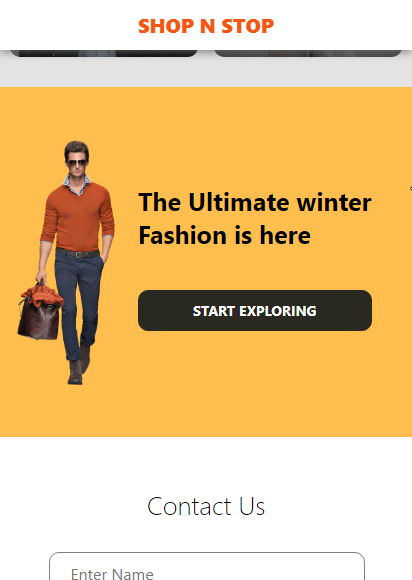 SHOP N STOP
The Ultimate winter
Fashion is here
START EXPLORING
Contact Us
Enter Name